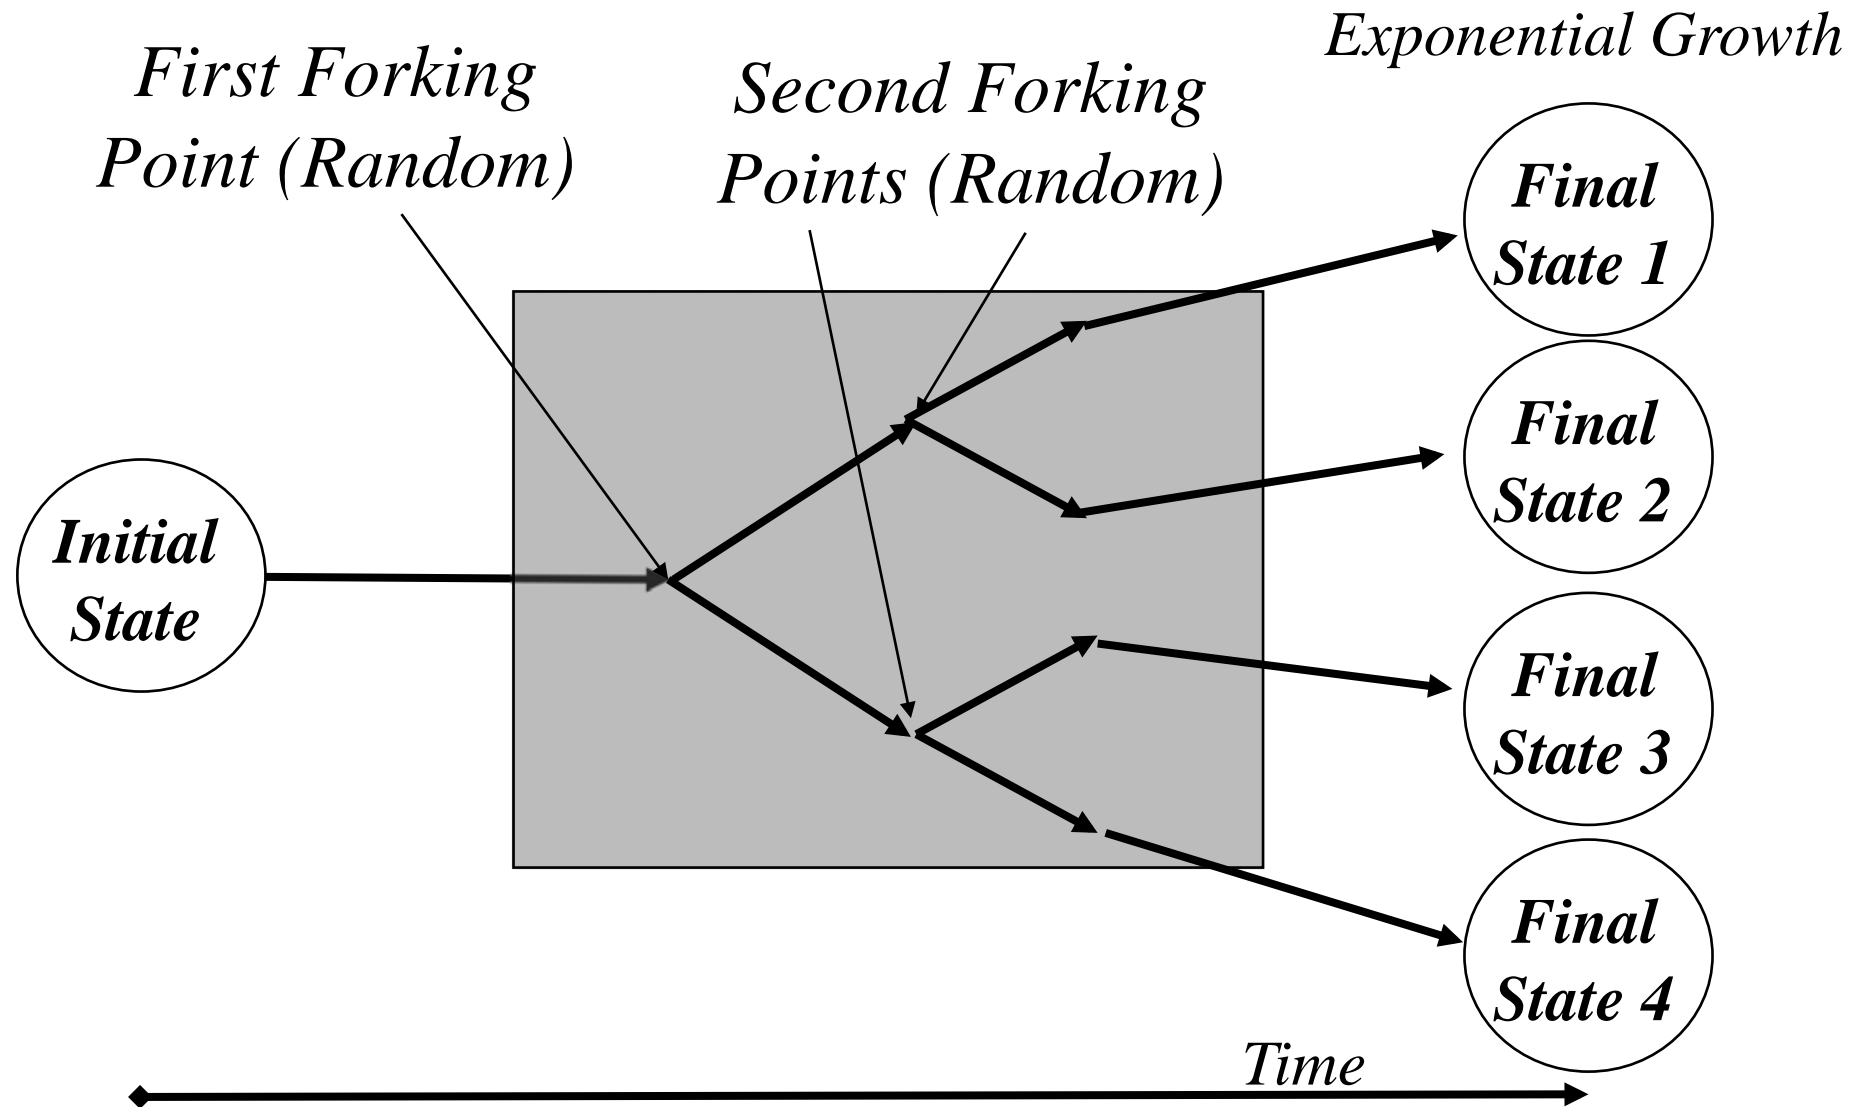 Exponential Growth
First Forking
Point (Random)
Second Forking
Points (Random)
Final
State 1
Final
State 2
Initial
State
Final
State 3
Final
State 4
Time